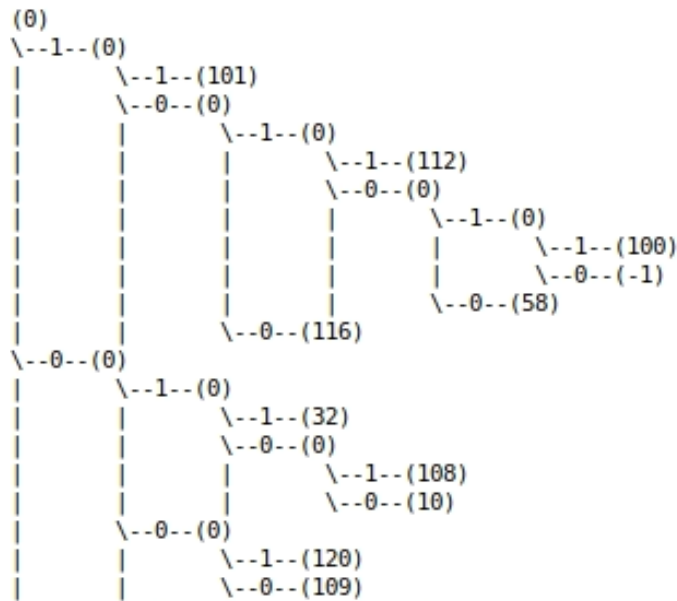 (0)
\--1--(0)
|       \--1--(101)
|       \--0--(0)
|       |       \--1--(0)
|       |       |       \--1--(112)
|       |       |       \--0--(0)
|       |       |       |       \--1--(0)
|       |       |       |       |       \--1--(100)
|       |       |       |       |       \--0--(-1)
|       |       |       |       \--0--(58)
|       |       \--0--(116)
\--0--(0)
|       \--1--(0)
|       |       \--1--(32)
|       |       \--0--(0)
|       |       |       \--1--(108)
|       |       |       \--0--(10)
|       \--0--(0)
|       |       \--1--(120)
|       |       \--0--(109)